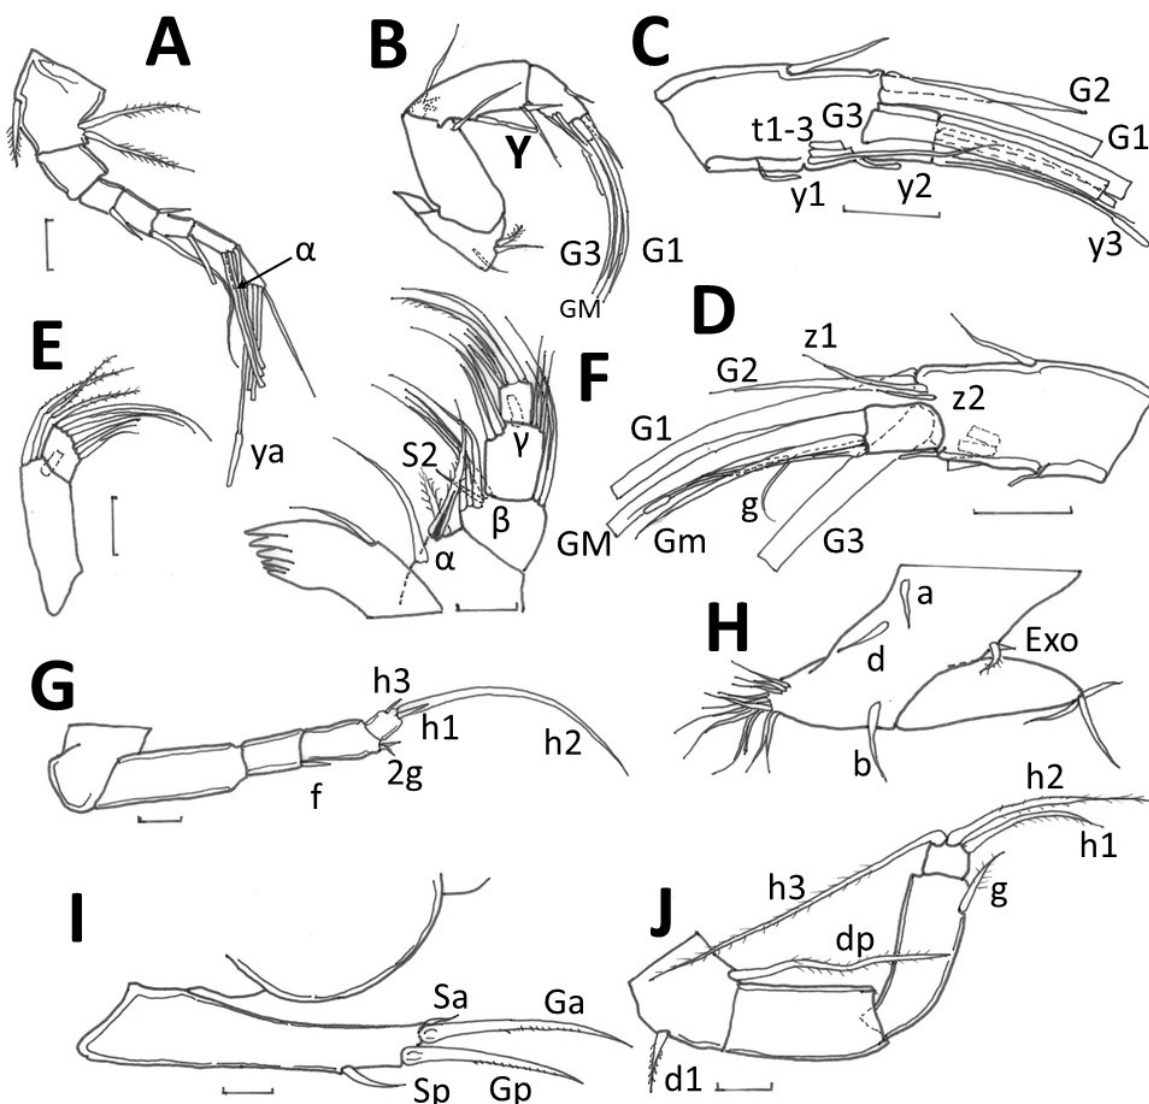 A
α
ya
B
Y
G3
G1
GM
C
G2
t1-3
G3
G1
y1
y2
y3
D
z1
G2
z2
G1
g
GM
Gm
G3
E
F
S2
γ
β
α
G
h3
h1
h2
f
2g
H
a
d
Exo
b
I
Sa
Ga
Sp
Gp
J
h2
h1
h3
g
dp
d1